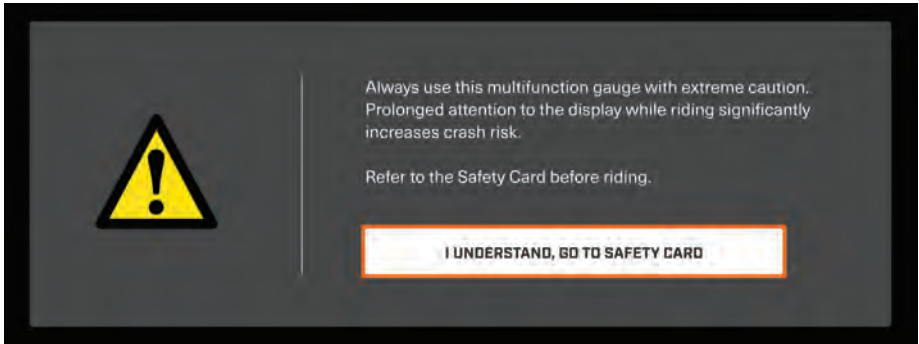 Always use this multifunction gauge with extreme caution.
Prolonged attention to the display while riding significantly
increases crash risk.
Refer to the Safety Card before riding.
I UNDERSTAND, GO TO SAFETY CARD